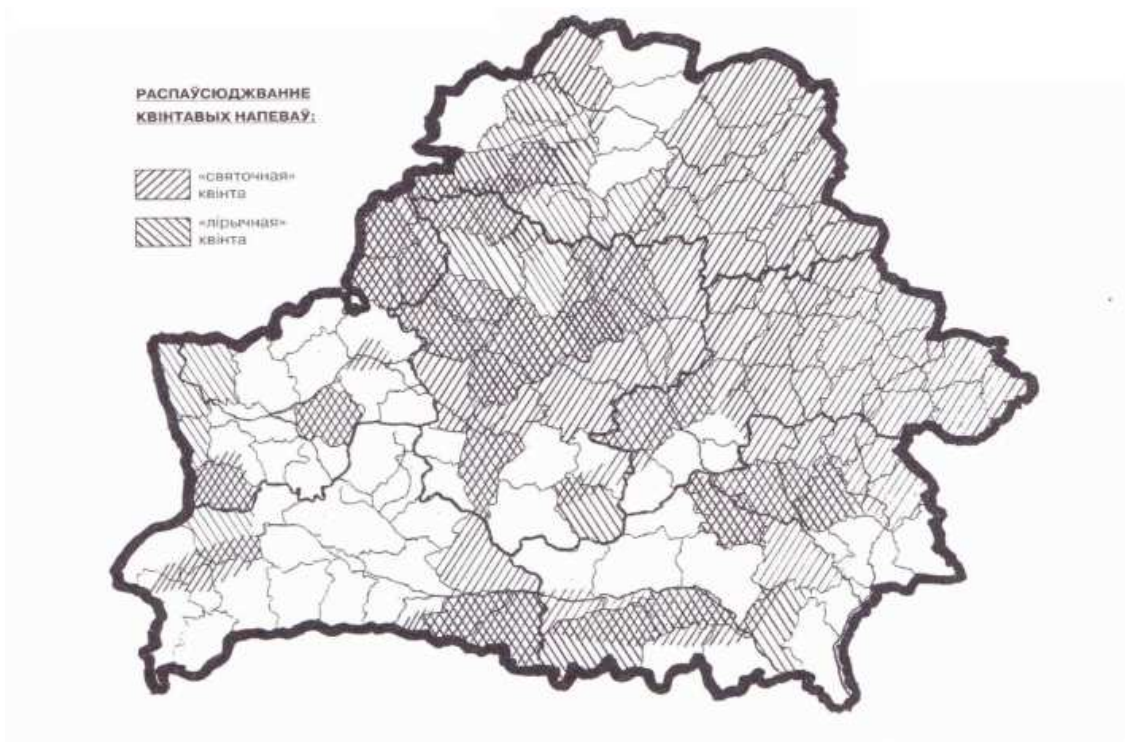 РАСПАЎСЮДЖВАННЕ
КВІНТАВЫХ НАПЕВАЎ:
«святочная»
квінта
«лірычная»
квінта